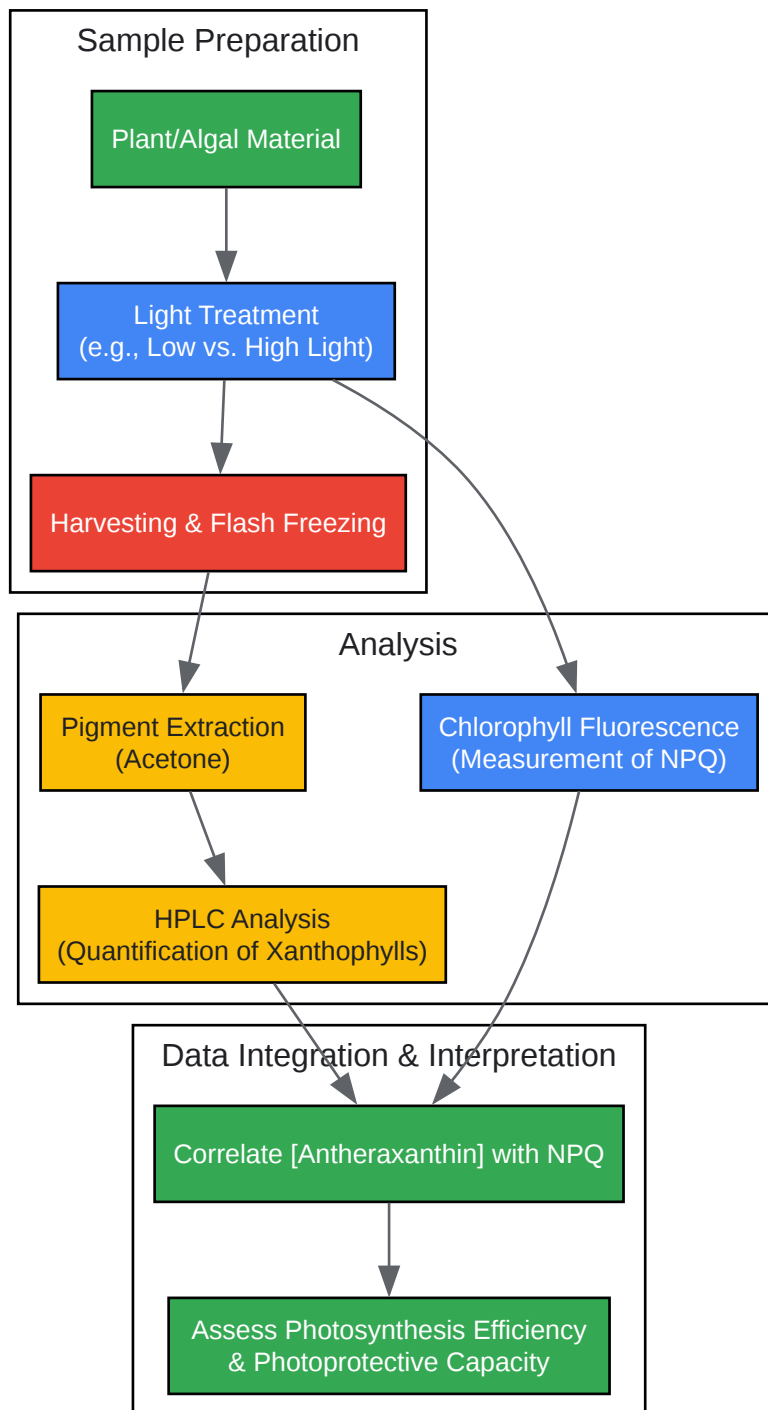 Sample Preparation
Plant/Algal Material
Light Treatment
(e.g., Low vs. High Light)
Harvesting & Flash Freezing
Analysis
Pigment Extraction
(Acetone)
Chlorophyll Fluorescence
(Measurement of NPQ)
HPLC Analysis
(Quantification of Xanthophylls)
Data Integration & Interpretation
Correlate [Antheraxanthin] with NPQ
Assess Photosynthesis Efficiency
& Photoprotective Capacity